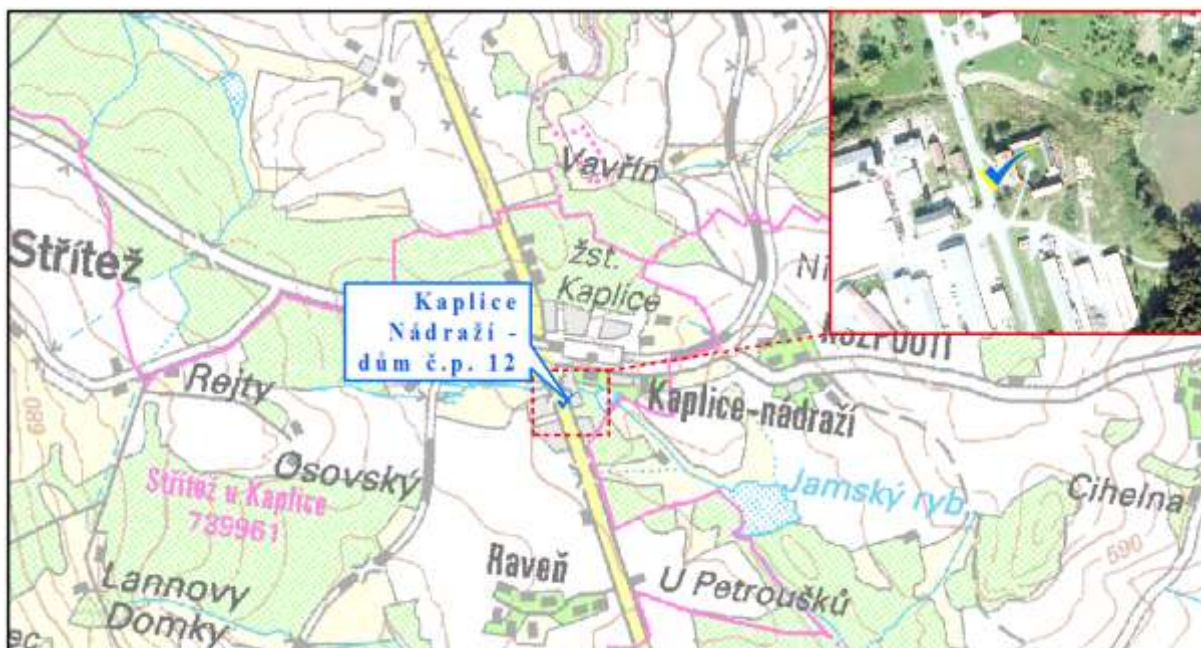 Vavřín
Střítež
žst.
Kaplice
Kaplice
Nádraží -
dům č.p. 12
Rejty
Kaplice-nádraží
Osovský
680
Střítež u Kaplice
739961
Jamský ryb.
Cihelna
590
Raveň
U Petroušků
Lannovy
Domky